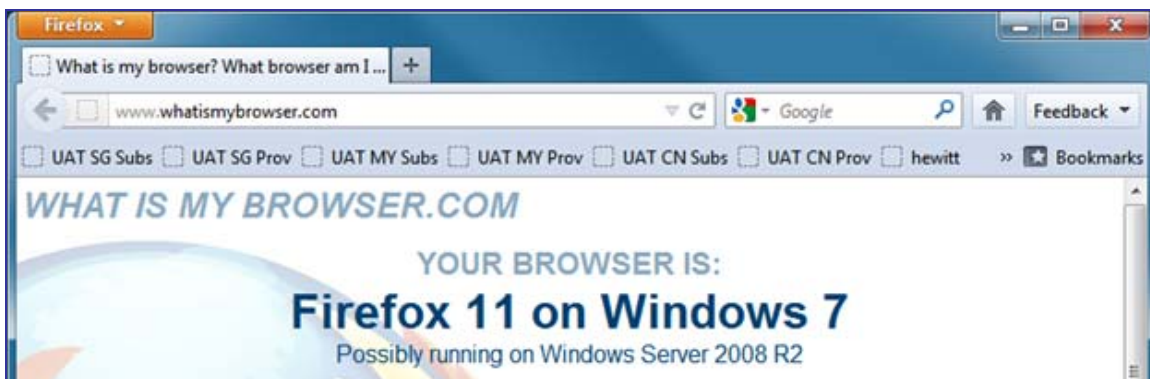 Firefox
What is my browser? What browser am I ...
www.whatismybrowser.com Google Feedback
UAT SG Subs UAT SG Prov UAT MY Subs UAT MY Prov UAT CN Subs UAT CN Prov hewitt » Bookmarks
WHAT IS MY BROWSER.COM
YOUR BROWSER IS:
Firefox 11 on Windows 7
Possibly running on Windows Server 2008 R2